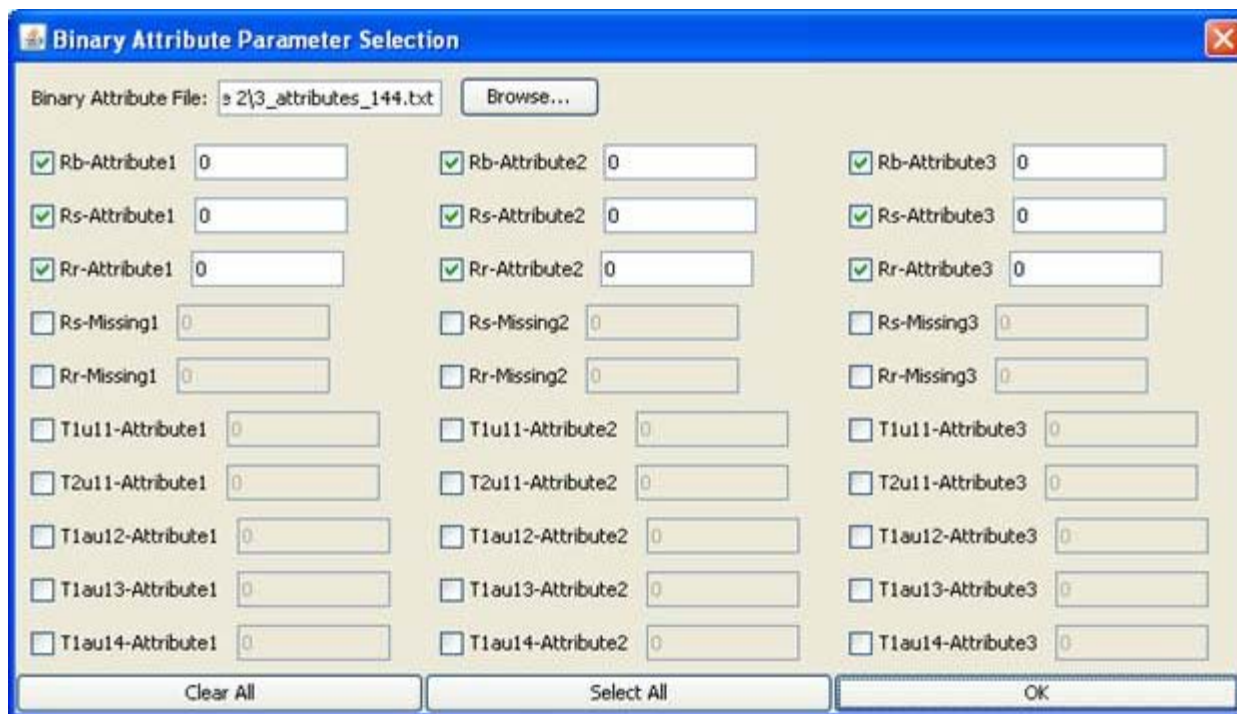 Binary Attribute Parameter Selection
Binary Attribute File: e 2\3_attributes_144.txt Browse...
Rb-Attribute1 0 Rb-Attribute2 0 Rb-Attribute3 0
Rs-Attribute1 0 Rs-Attribute2 0 Rs-Attribute3 0
Rr-Attribute1 0 Rr-Attribute2 0 Rr-Attribute3 0
Rs-Missing1 0 Rs-Missing2 0 Rs-Missing3 0
Rr-Missing1 0 Rr-Missing2 0 Rr-Missing3 0
T1u11-Attribute1 0 T1u11-Attribute2 0 T1u11-Attribute3 0
T2u11-Attribute1 0 T2u11-Attribute2 0 T2u11-Attribute3 0
T1au12-Attribute1 0 T1au12-Attribute2 0 T1au12-Attribute3 0
T1au13-Attribute1 0 T1au13-Attribute2 0 T1au13-Attribute3 0
T1au14-Attribute1 0 T1au14-Attribute2 0 T1au14-Attribute3 0
Clear All Select All OK